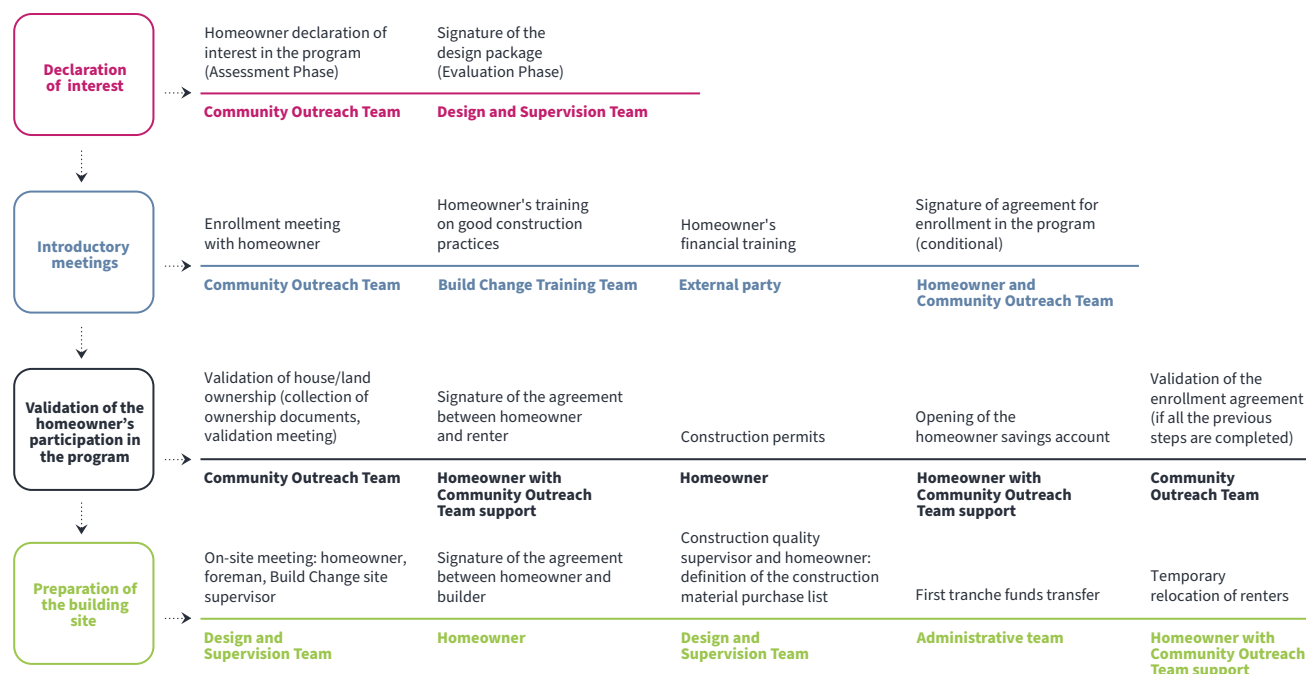 Declaration
of interest
Homeowner declaration of
interest in the program
(Assessment Phase)
Community Outreach Team
Signature of the
design package
(Evaluation Phase)
Design and Supervision Team
Introductory
meetings
Enrollment meeting
with homeowner
Community Outreach Team
Homeowner's training
on good construction
practices
Build Change Training Team
Homeowner's
financial training
External party
Signature of agreement for
enrollment in the program
(conditional)
Homeowner and
Community Outreach Team
Validation of the
homeowner’s
participation in
the program
Validation of house/land
ownership (collection of
ownership documents,
validation meeting)
Community Outreach Team
Signature of the agreement
between homeowner
and renter
Homeowner with
Community Outreach
Team support
Construction permits
Homeowner
Opening of the
homeowner savings account
Homeowner with
Community Outreach
Team support
Validation of the
enrollment agreement
(if all the previous
steps are completed)
Community
Outreach Team
Preparation of
the building
site
On-site meeting: homeowner,
foreman, Build Change site
supervisor
Design and
Supervision Team
Signature of the agreement
between homeowner and
builder
Homeowner
Construction quality
supervisor and homeowner:
definition of the construction
material purchase list
Design and
Supervision Team
First tranche funds transfer
Administrative team
Temporary
relocation of renters
Homeowner with
Community Outreach
Team support